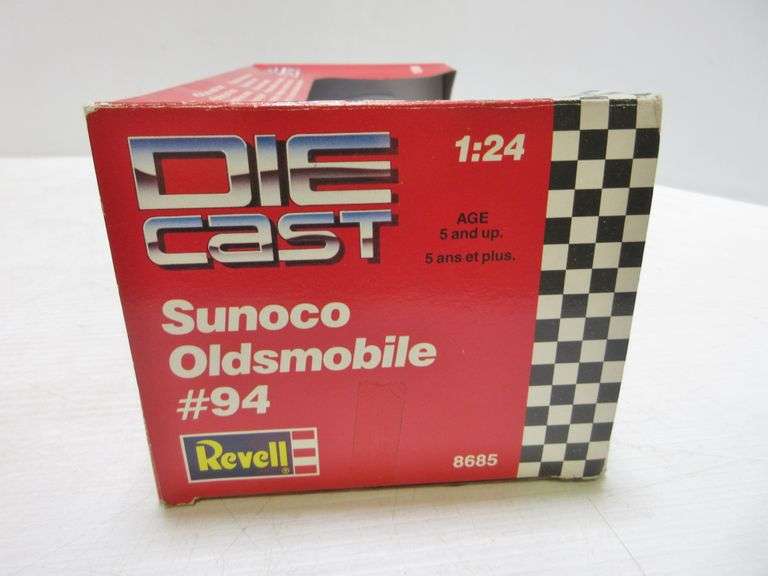 DIE
CAST
1:24
AGE
5 and up.
5 ans et plus.
Sunoco
Oldsmobile
#94
Revell
8685